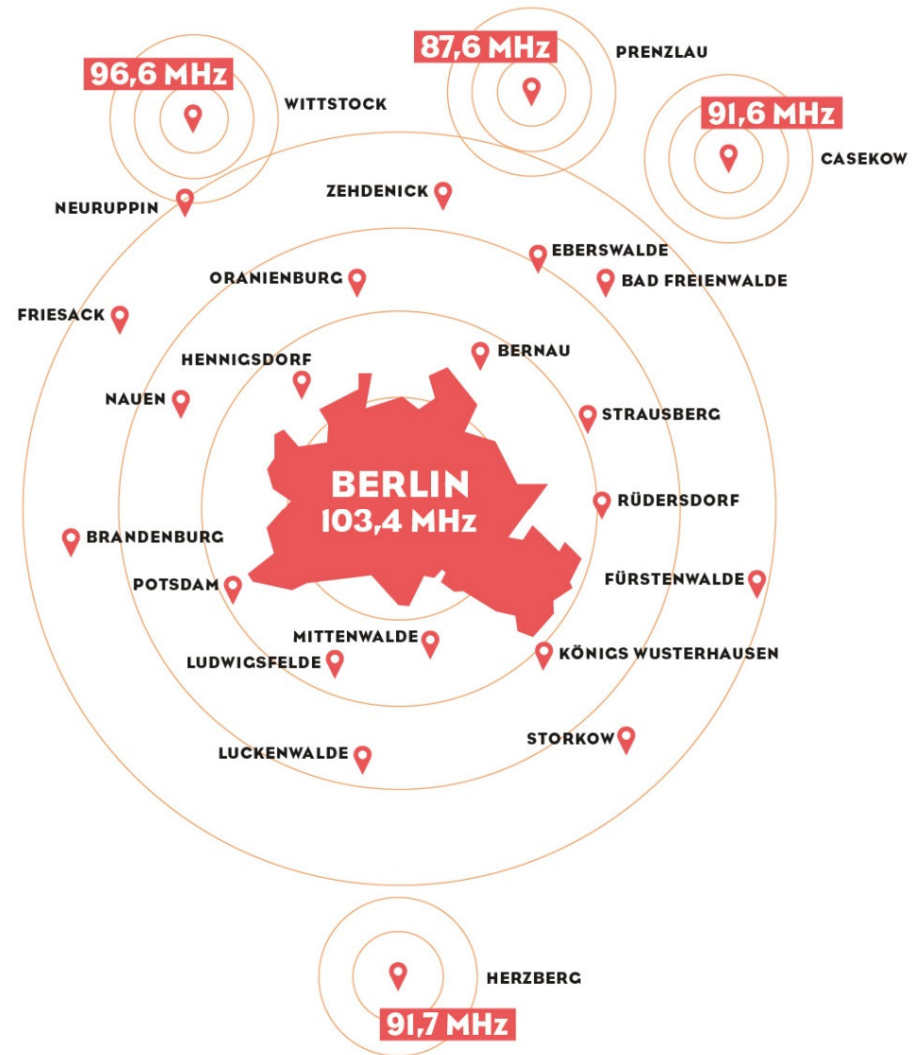 87,6 MHz
PRENZLAU
96,6 MHz
WITTSTOCK
91,6 MHz
CASEKOW
ZEHDENICK
NEURUPPIN
EBERSWALDE
ORANIENBURG
BAD FREIENWALDE
FRIESACK
BERNAU
HENNIGSDORF
NAUEN
STRAUSBERG
BERLIN
103,4 MHz
RÜDERSDORF
BRANDENBURG
POTSDAM
FÜRSTENWALDE
MITTENWALDE
LUDWIGSFELDE
KÖNIGS WUSTERHAUSEN
STORKOW
LUCKENWALDE
HERZBERG
91,7 MHz